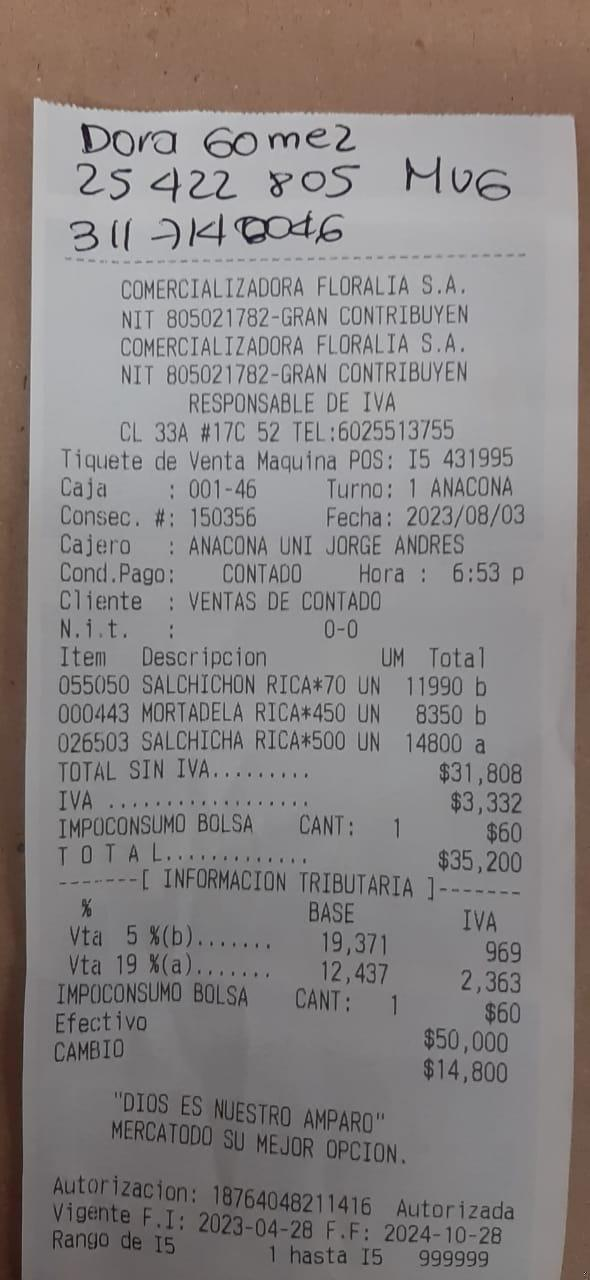 Dora Gomez
25 422 805 MUG
311 7148046
COMERCIALIZADORA FLORALIA S.A.
NIT 805021782-GRAN CONTRIBUYEN
COMERCIALIZADORA FLORALIA S.A.
NIT 805021782-GRAN CONTRIBUYEN
RESPONSABLE DE IVA
CL 33A #17C 52 TEL:6025513755
Tiquete de Venta Maquina POS: I5 431995
Caja : 001-46 Turno: 1 ANACONA
Consec. #: 150356 Fecha: 2023/08/03
Cajero : ANACONA UNI JORGE ANDRES
Cond.Pago: CONTADO Hora : 6:53 p
Cliente : VENTAS DE CONTADO
N.i.t. : 0-0
Item Descripcion UM Total
055050 SALCHICHON RICA*70 UN 11990 b
000443 MORTADELA RICA*450 UN 8350 b
026503 SALCHICHA RICA*500 UN 14800 a
TOTAL SIN IVA......... $31,808
IVA .................. $3,332
IMPOCONSUMO BOLSA CANT: 1 $60
T O T A L............. $35,200
-------[ INFORMACION TRIBUTARIA ]-------
% BASE IVA
Vta 5 %(b)....... 19,371 969
Vta 19 %(a)....... 12,437 2,363
IMPOCONSUMO BOLSA CANT: 1 $60
Efectivo $50,000
CAMBIO $14,800
"DIOS ES NUESTRO AMPARO"
MERCATODO SU MEJOR OPCION.
Autorizacion: 18764048211416 Autorizada
Vigente F.I: 2023-04-28 F.F: 2024-10-28
Rango de I5 1 hasta I5 999999